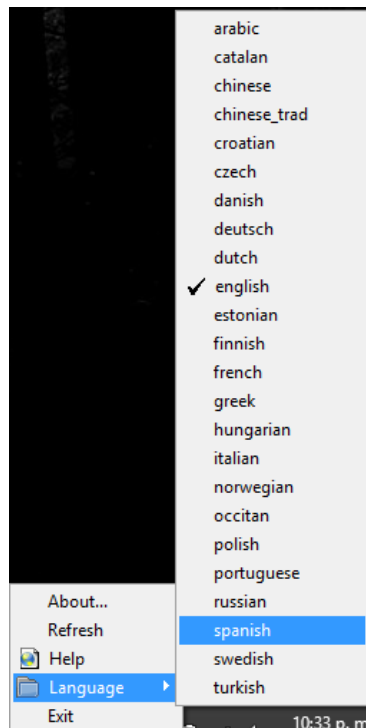 arabic
catalan
chinese
chinese_trad
croatian
czech
danish
deutsch
dutch
english
estonian
finnish
french
greek
hungarian
italian
norwegian
occitan
polish
portuguese
russian
spanish
swedish
turkish
About...
Refresh
Help
Language
Exit
10:33 p. m